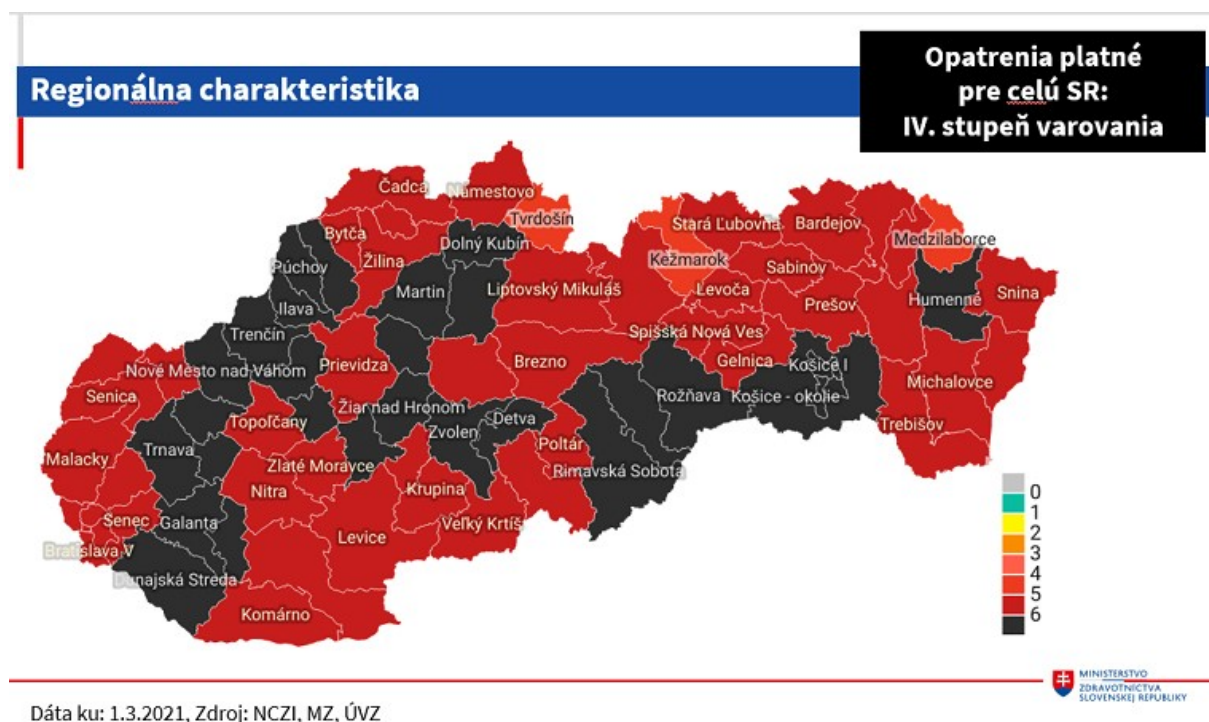 Regionálna charakteristika
Opatrenia platné
pre celú SR:
IV. stupeň varovania
Čadca
Námestovo
Tvrdošín
Bytča
Dolný Kubín
Stará Ľubovňa
Bardejov
Medzilaborce
Púchov
Žilina
Kežmarok
Sabinov
Martin
Liptovský Mikuláš
Levoča
Humenné
Snina
Ilava
Prešov
Trenčín
Spišská Nová Ves
Nové Mesto nad Váhom
Prievidza
Brezno
Gelnica
Košice I
Michalovce
Senica
Rožňava
Košice - okolie
Žiar nad Hronom
Topoľčany
Detva
Zvolen
Trebišov
Trnava
Poltár
Malacky
Zlaté Moravce
Rimavská Sobota
Nitra
Krupina
Senec
Galanta
Veľký Krtíš
Levice
Bratislava V
Dunajská Streda
Komárno
0
1
2
3
4
5
6
MINISTERSTVO
ZDRAVOTNÍCTVA
SLOVENSKEJ REPUBLIKY
Dáta ku: 1.3.2021, Zdroj: NCZI, MZ, ÚVZ